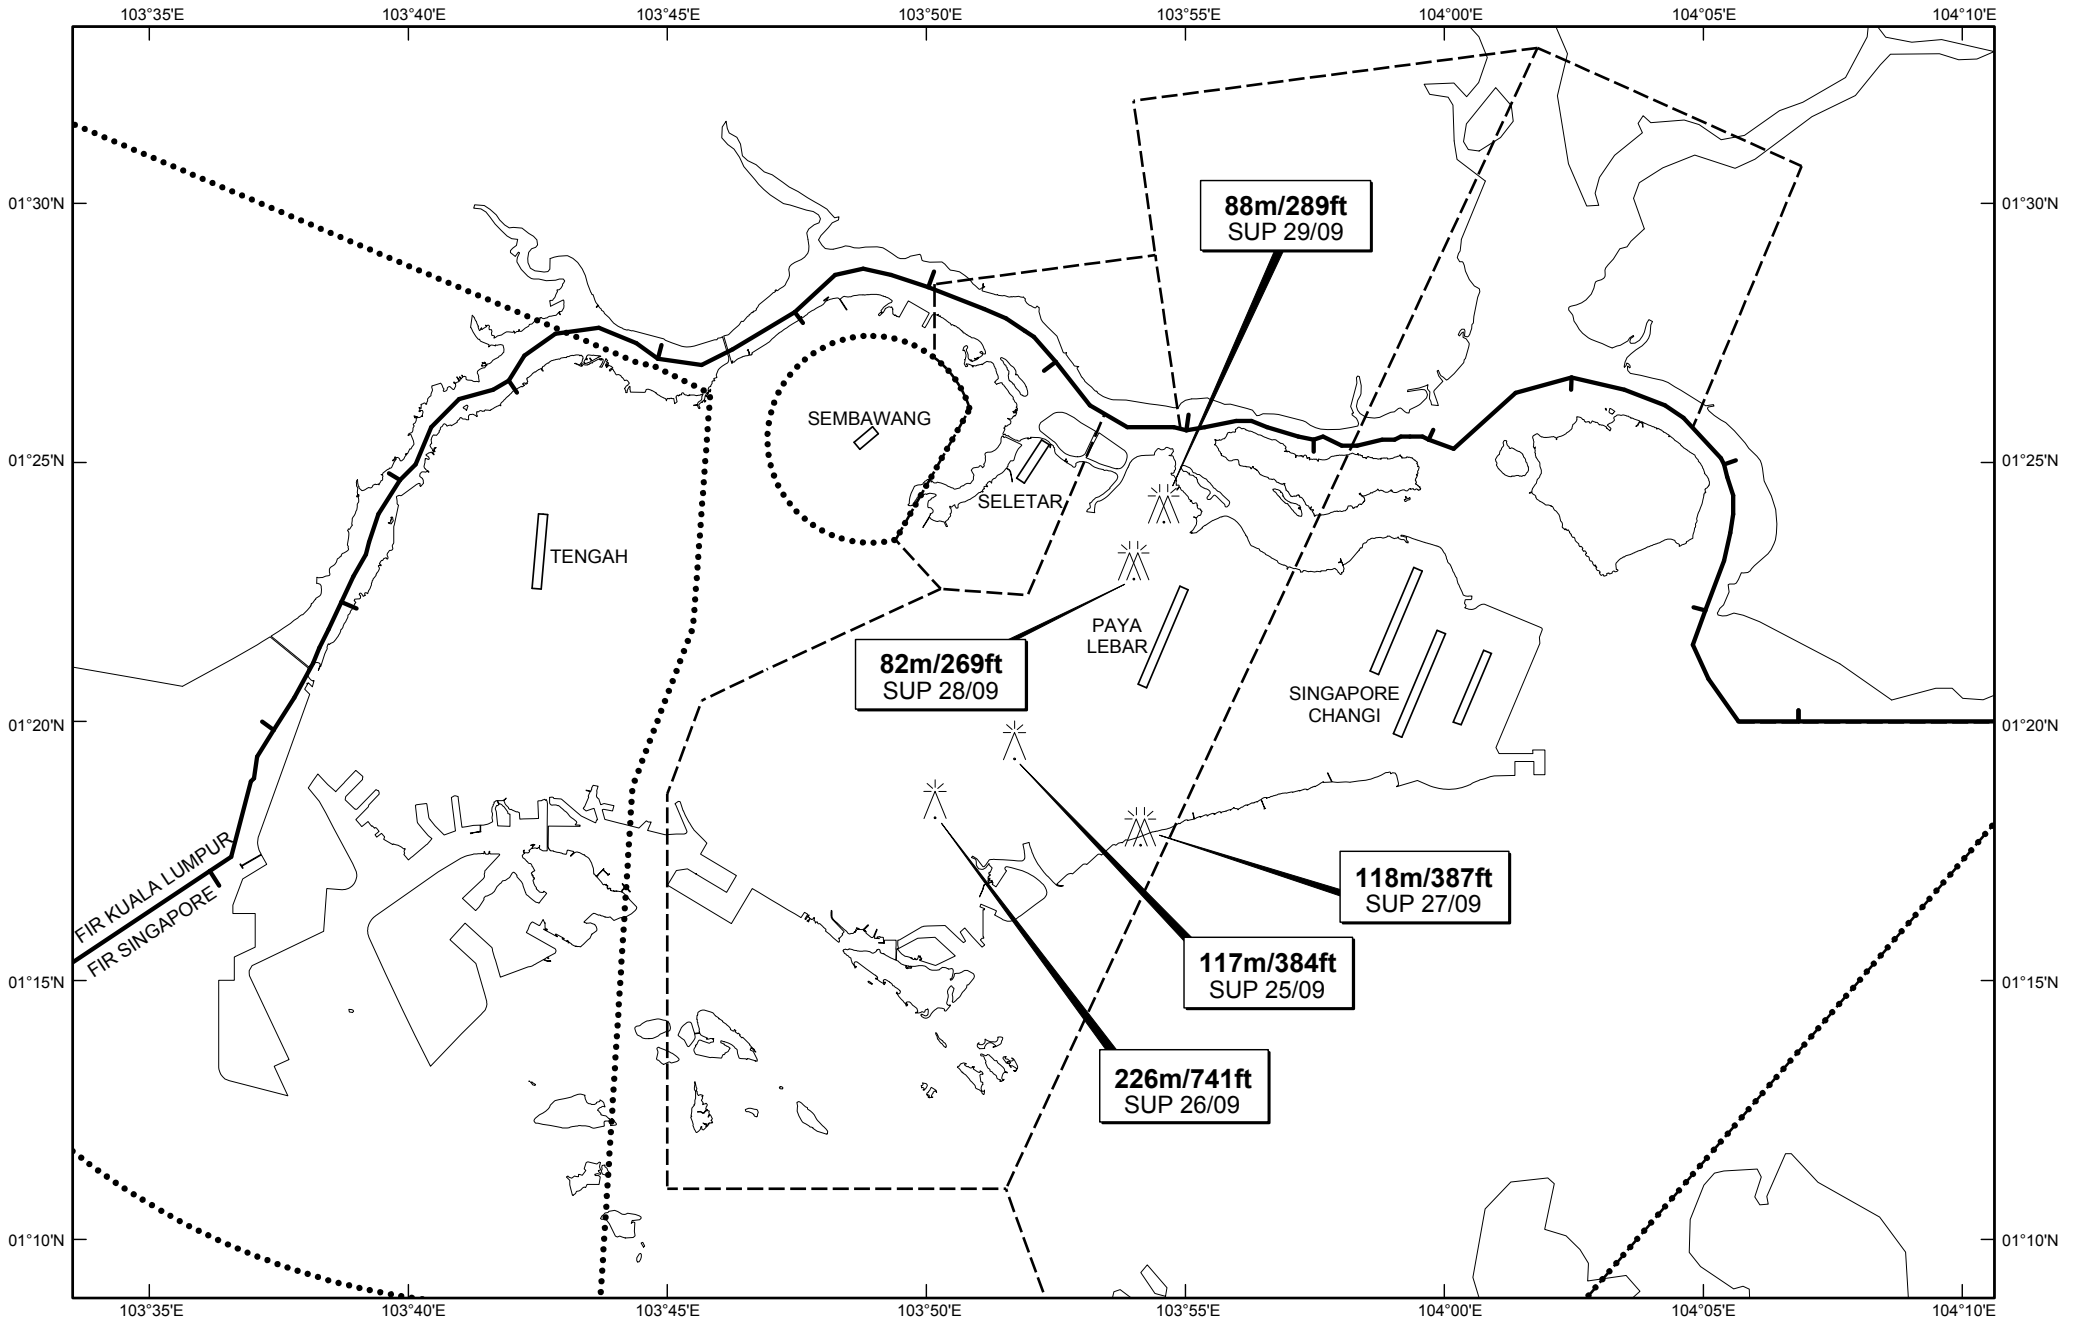 103°35'E 103°40'E 103°45'E 103°50'E 103°55'E 104°00'E 104°05'E 104°10'E
01°30'N 01°30'N
88m/289ft
SUP 29/09
SEMBAWANG
01°25'N 01°25'N
SELETAR
TENGAH
PAYA
LEBAR
82m/269ft
SUP 28/09
SINGAPORE
CHANGI
01°20'N 01°20'N
FIR KUALA LUMPUR
FIR SINGAPORE
118m/387ft
SUP 27/09
117m/384ft
SUP 25/09
01°15'N 01°15'N
226m/741ft
SUP 26/09
01°10'N 01°10'N
103°35'E 103°40'E 103°45'E 103°50'E 103°55'E 104°00'E 104°05'E 104°10'E